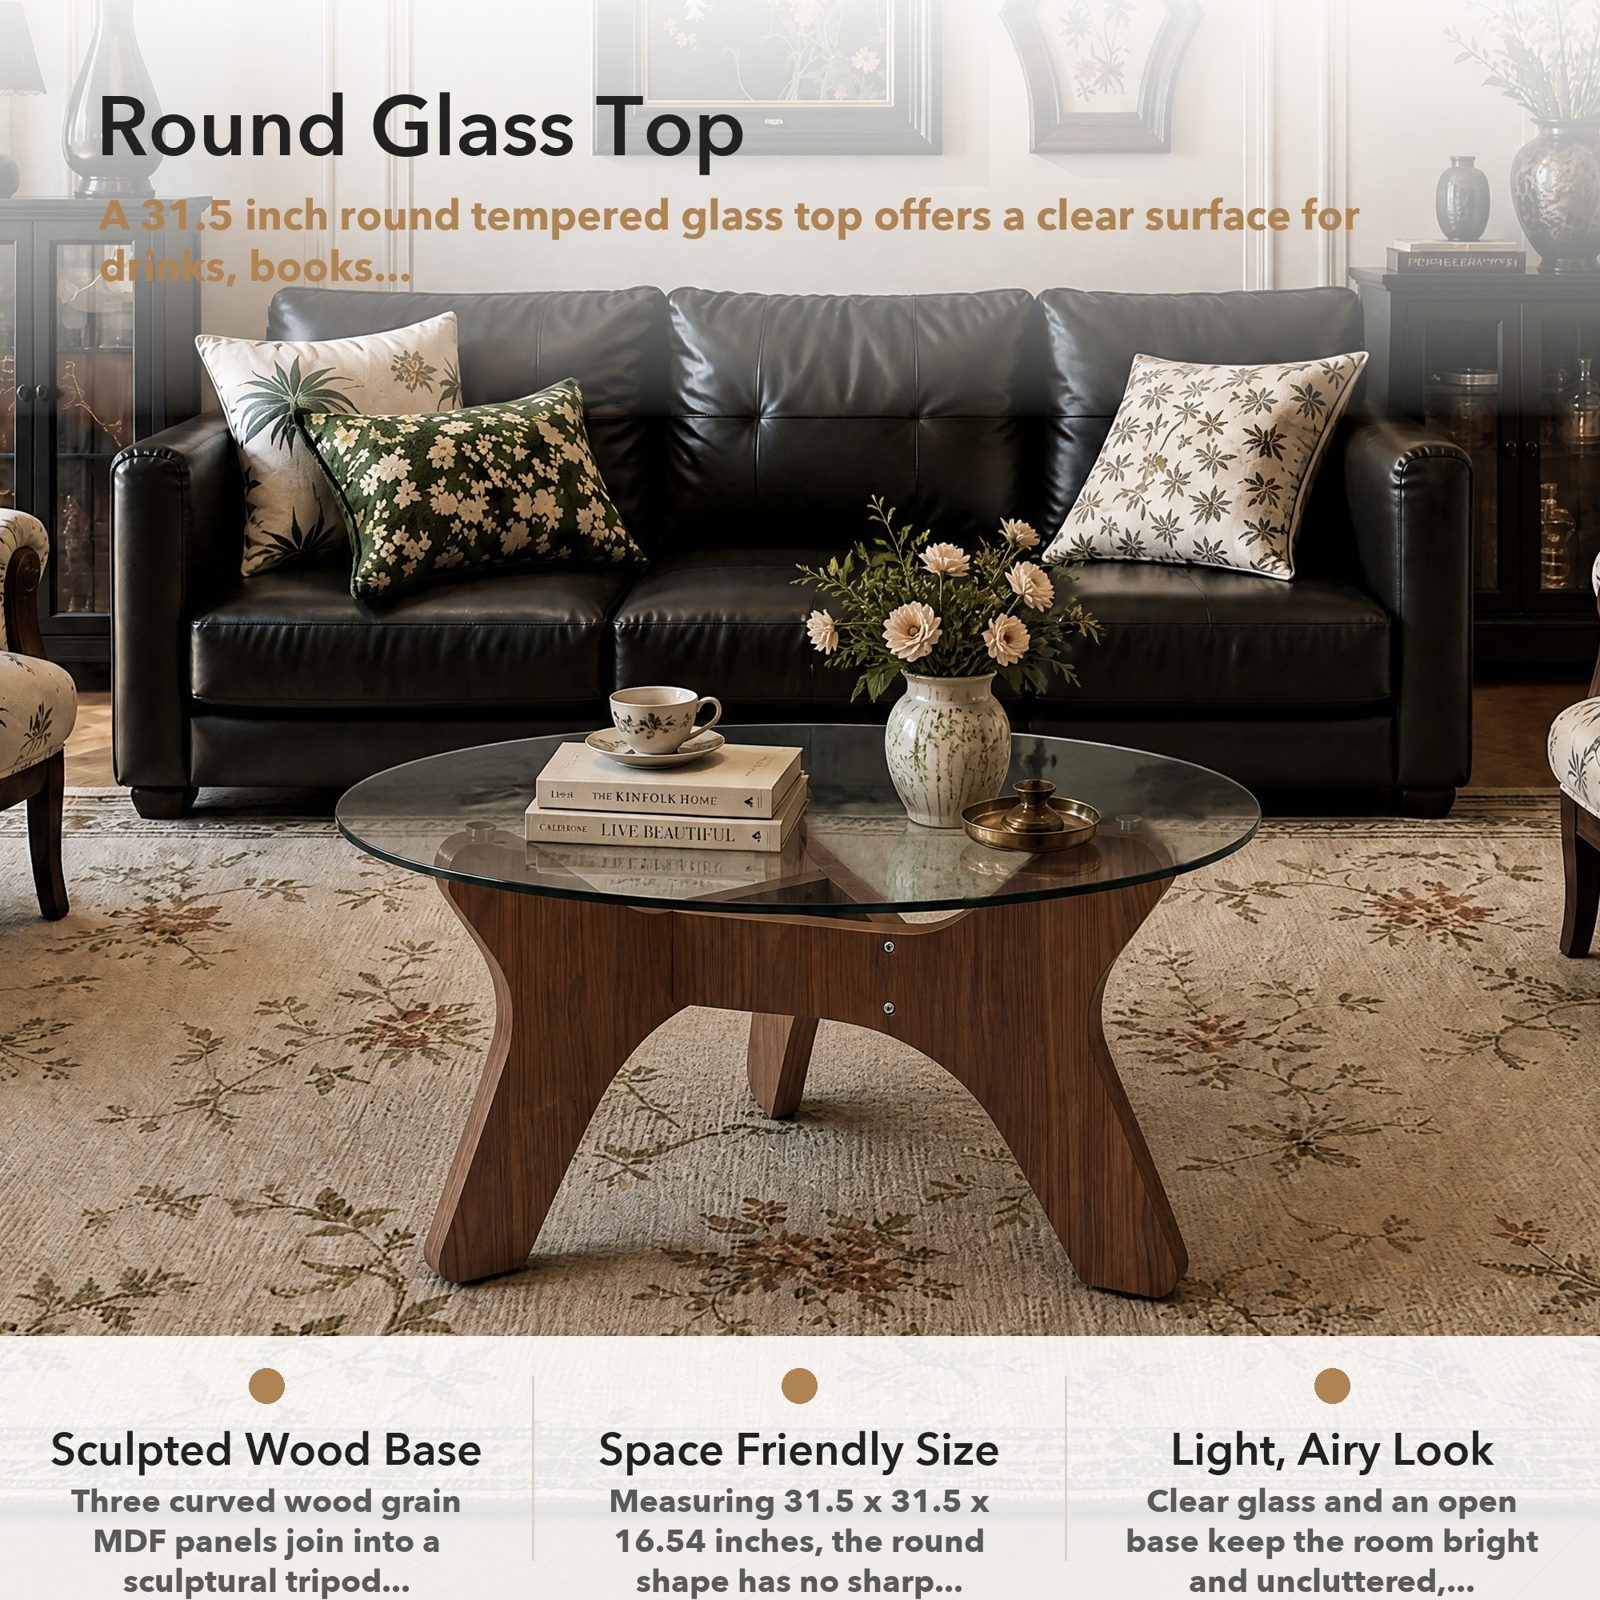 Round Glass Top
A 31.5 inch round tempered glass top offers a clear surface for
drinks, books...
THE KINFOLK HOME
LIVE BEAUTIFUL
Sculpted Wood Base
Three curved wood grain
MDF panels join into a
sculptural tripod...
Space Friendly Size
Measuring 31.5 x 31.5 x
16.54 inches, the round
shape has no sharp...
Light, Airy Look
Clear glass and an open
base keep the room bright
and uncluttered,...